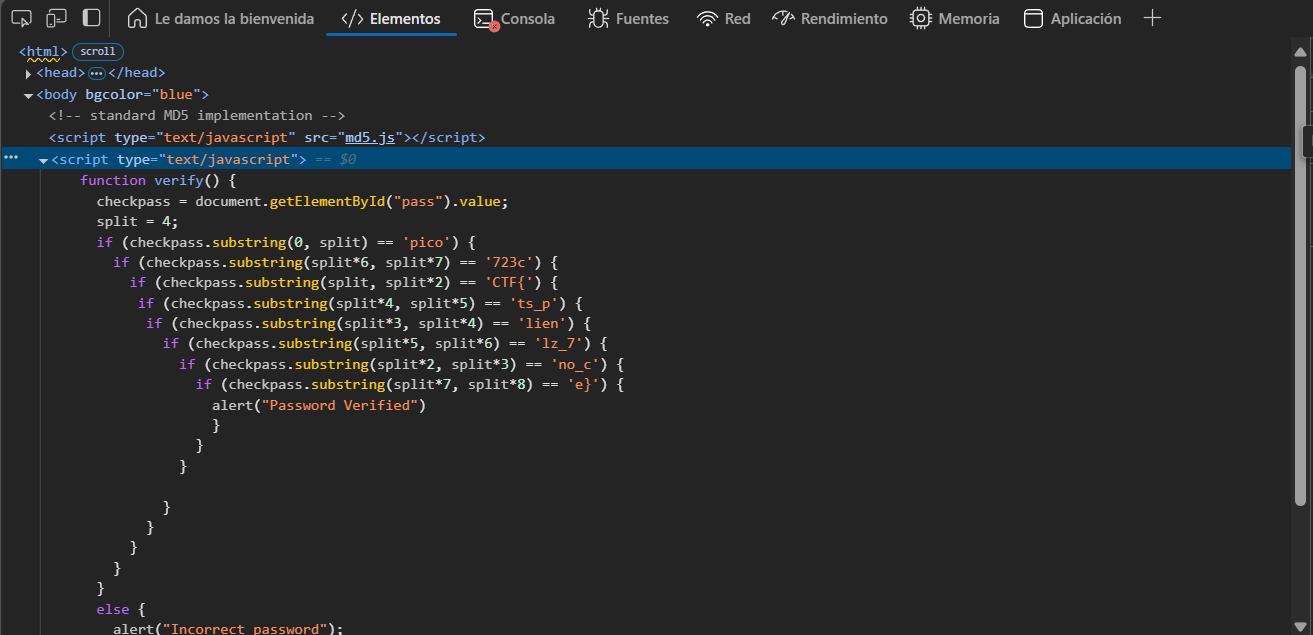 Le damos la bienvenida </> Elementos Consola Fuentes Red Rendimiento Memoria Aplicación
<html> scroll
<head> ••• </head>
<body bgcolor="blue">
<!-- standard MD5 implementation -->
<script type="text/javascript" src="md5.js"></script>
<script type="text/javascript"> == $0
function verify() {
checkpass = document.getElementById("pass").value;
split = 4;
if (checkpass.substring(0, split) == 'pico') {
if (checkpass.substring(split*6, split*7) == '723c') {
if (checkpass.substring(split, split*2) == 'CTF{') {
if (checkpass.substring(split*4, split*5) == 'ts_p') {
if (checkpass.substring(split*3, split*4) == 'lien') {
if (checkpass.substring(split*5, split*6) == 'lz_7') {
if (checkpass.substring(split*2, split*3) == 'no_c') {
if (checkpass.substring(split*7, split*8) == 'e}') {
alert("Password Verified")
}
}
}
}
}
}
}
}
else {
alert("Incorrect password");